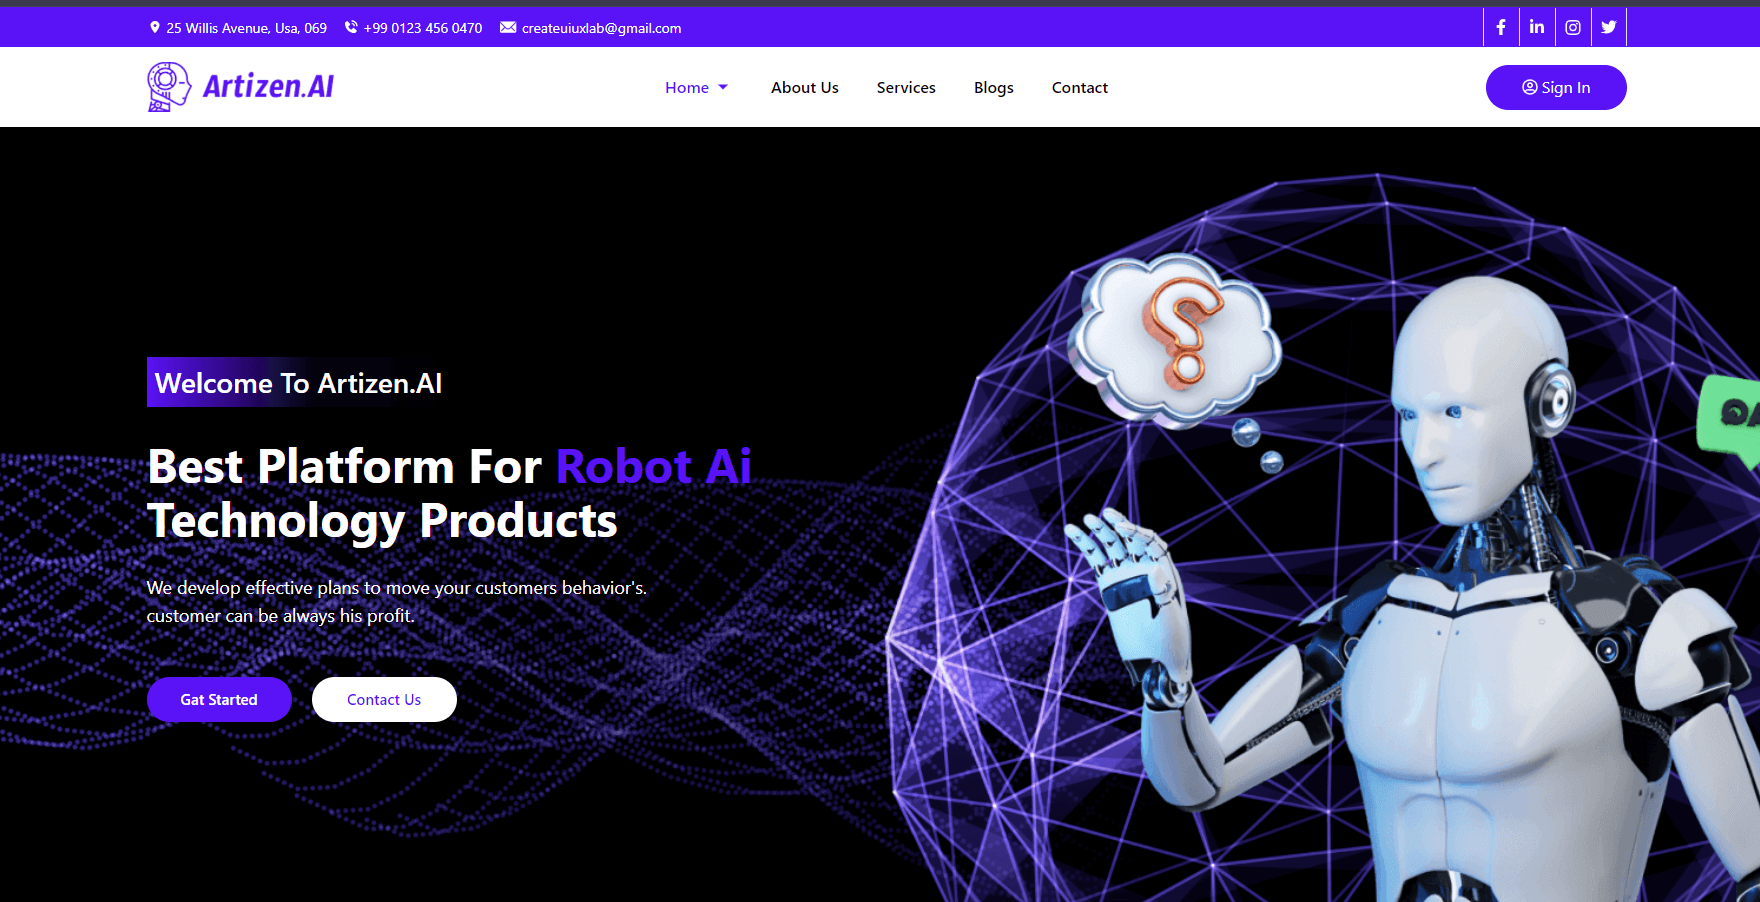 25 Willis Avenue, Usa, 069 +99 0123 456 0470 createuiuxlab@gmail.com
Artizen.AI Home About Us Services Blogs Contact Sign In
?
Welcome To Artizen.AI
Best Platform For Robot Ai
Technology Products
We develop effective plans to move your customers behavior's.
customer can be always his profit.
Gat Started Contact Us